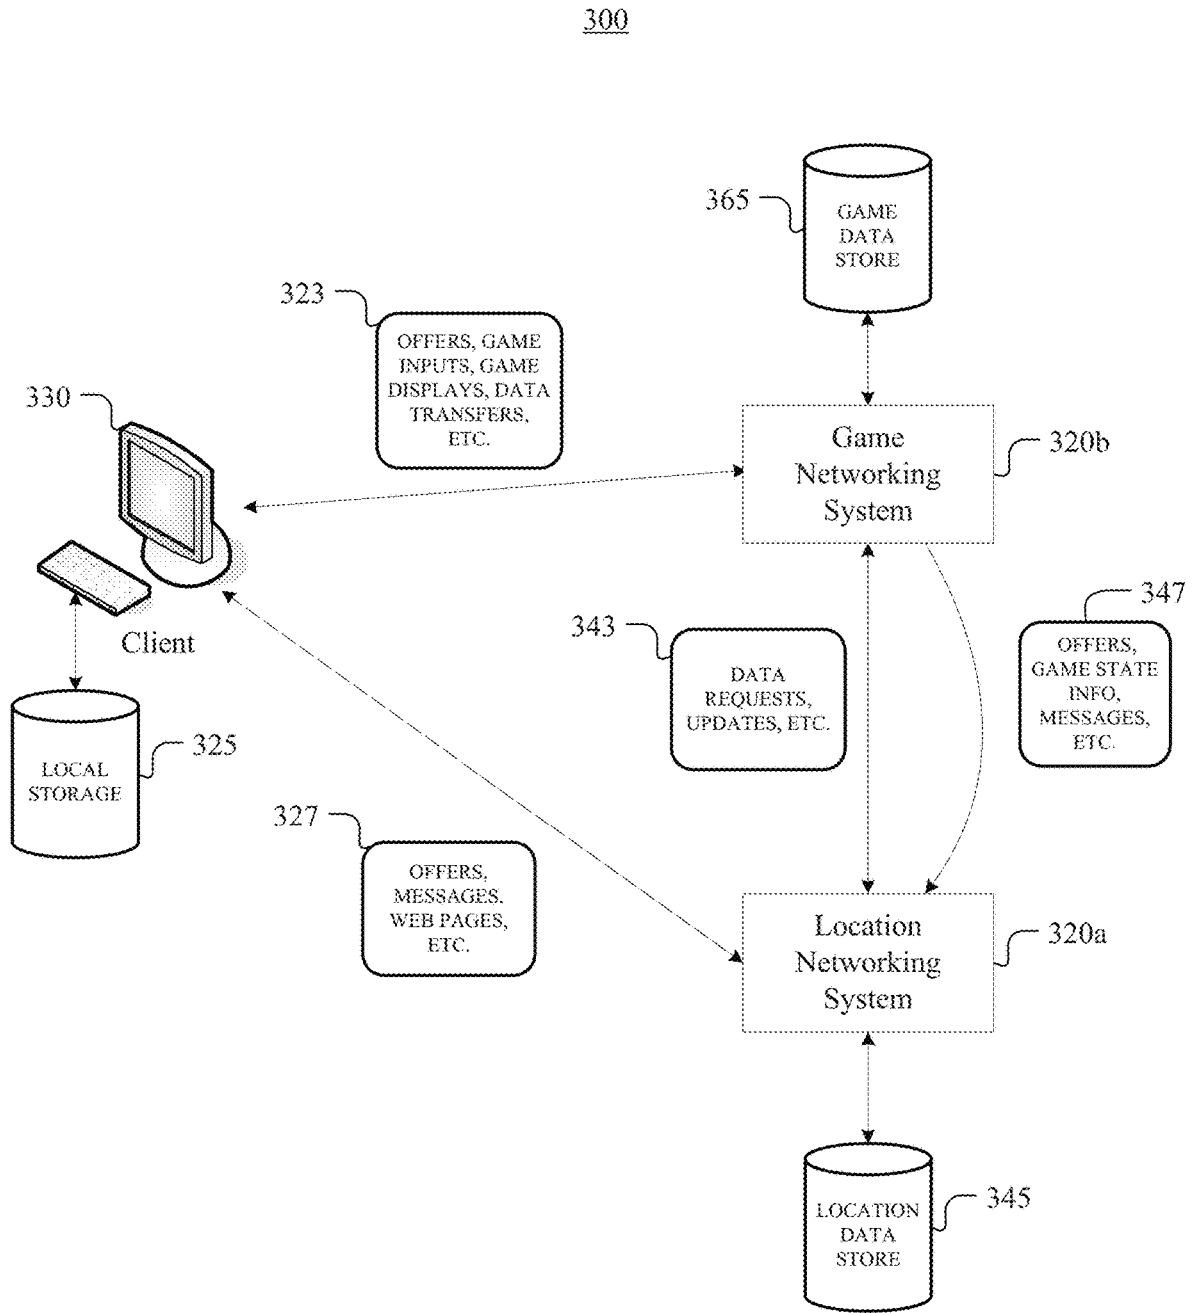 300
365
GAME
DATA
STORE
323
OFFERS, GAME
INPUTS, GAME
DISPLAYS, DATA
TRANSFERS,
ETC.
330
Game
Networking
System
320b
Client
343
DATA
REQUESTS,
UPDATES, ETC.
347
OFFERS,
GAME STATE
INFO,
MESSAGES,
ETC.
325
LOCAL
STORAGE
327
OFFERS,
MESSAGES,
WEB PAGES,
ETC.
Location
Networking
System
320a
LOCATION
DATA
STORE
345